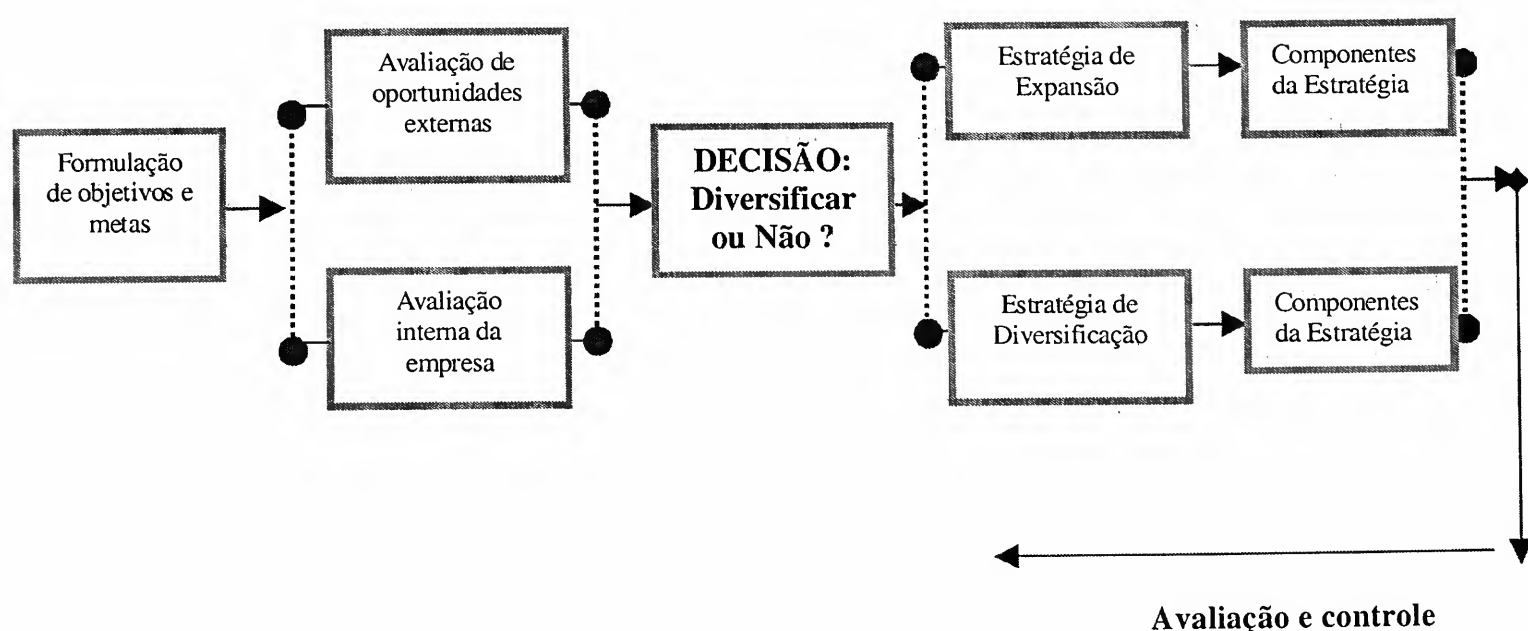 Formulação
de objetivos e
metas
Avaliação de
oportunidades
externas
Avaliação
interna da
empresa
DECISÃO:
Diversificar
ou Não ?
Estratégia de
Expansão
Componentes
da Estratégia
Estratégia de
Diversificação
Componentes
da Estratégia
Avaliação e controle